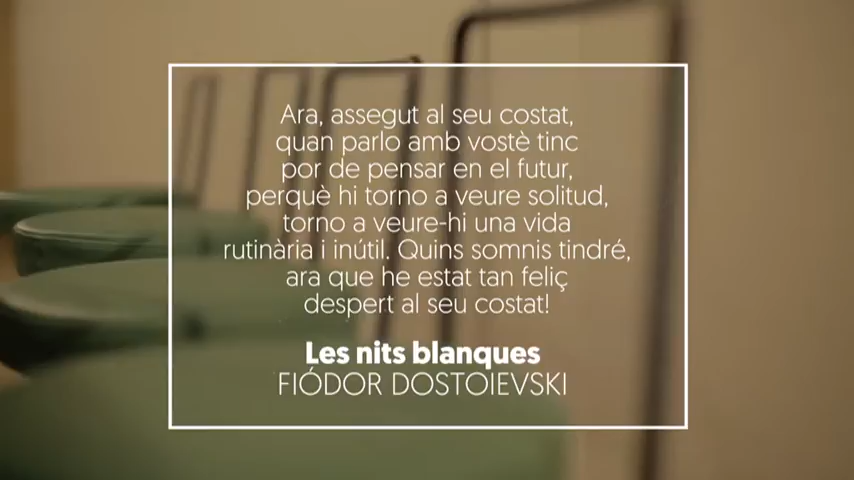 Ara, assegut al seu costat,
quan parlo amb vostè tinc
por de pensar en el futur,
perquè hi torno a veure solitud,
torno a veure-hi una vida
rutinària i inútil. Quins somnis tindré,
ara que he estat tan feliç
despert al seu costat!
Les nits blanques
FIÓDOR DOSTOIEVSKI